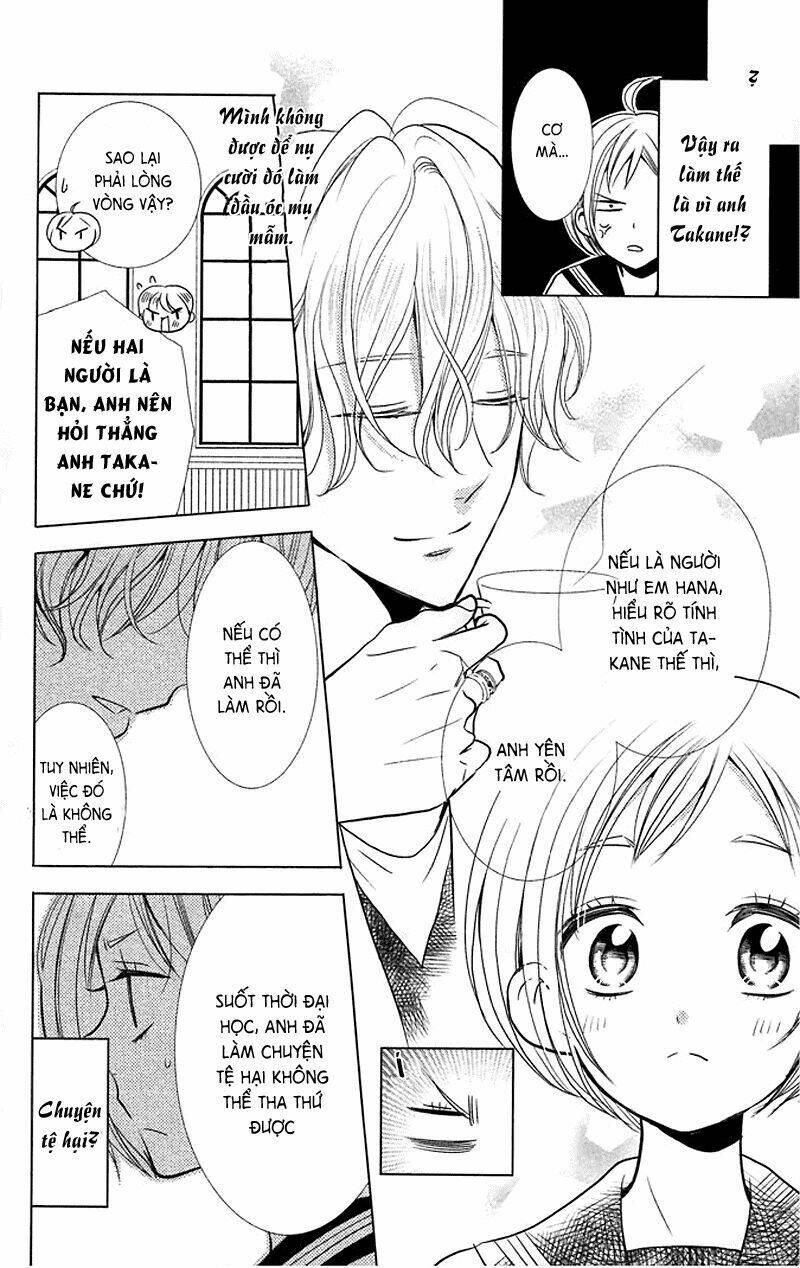 ?
Vậy ra
làm thế
là vì anh
Takane!?
CƠ
MÀ...
NẾU LÀ NGƯỜI
NHƯ EM HANA,
HIỂU RÕ TÍNH
TÌNH CỦA TA-
KANE THẾ THÌ,
ANH YÊN
TÂM RỒI.
Mình không
được để nụ
cười đó làm
đầu óc mụ
mẫm.
SAO LẠI
PHẢI LÒNG
VÒNG VẬY?
NẾU HAI
NGƯỜI LÀ
BẠN, ANH NÊN
HỎI THẲNG
ANH TAKA-
NE CHỨ!
NẾU CÓ
THỂ THÌ
ANH ĐÃ
LÀM RỒI.
TUY NHIÊN,
VIỆC ĐÓ
LÀ KHÔNG
THỂ.
SUỐT THỜI ĐẠI
HỌC, ANH ĐÃ
LÀM CHUYỆN
TỆ HẠI KHÔNG
THỂ THA THỨ
ĐƯỢC
Chuyện
tệ hại?